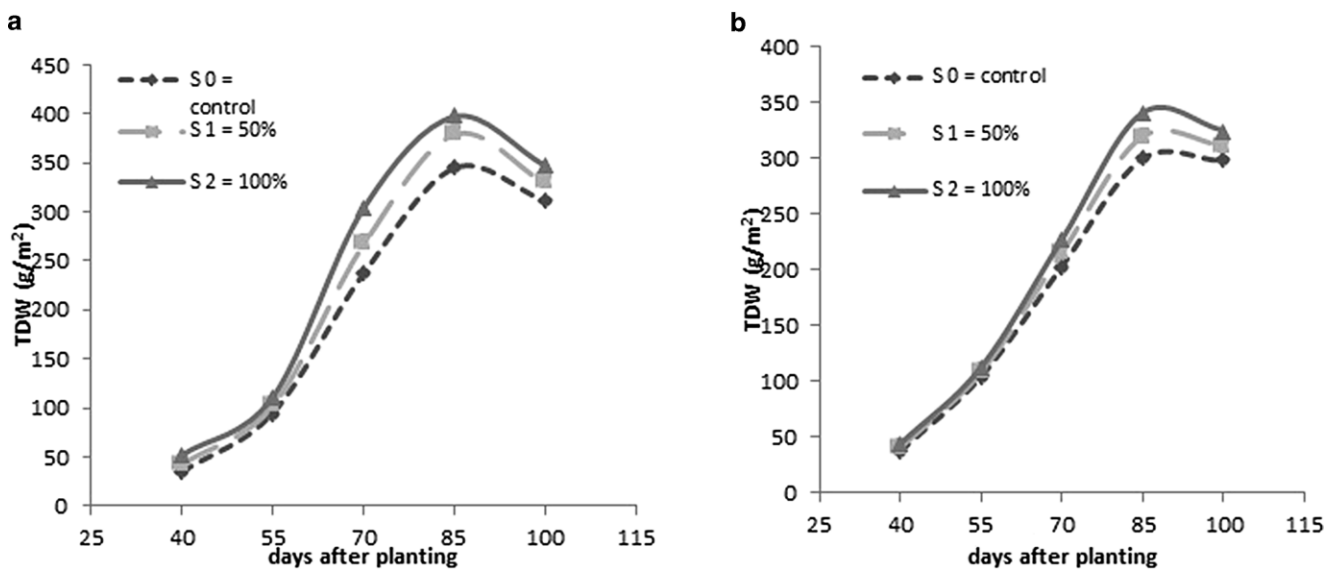 a
450
400
350
300
250
200
150
100
50
0
TDW (g/m²)
S 0 =
control
S 1 = 50%
S 2 = 100%
25 40 55 70 85 100 115
days after planting
b
400
350
300
250
200
150
100
50
0
TDW (g/m²)
S 0 = control
S 1 = 50%
S 2 = 100%
25 40 55 70 85 100 115
days after planting